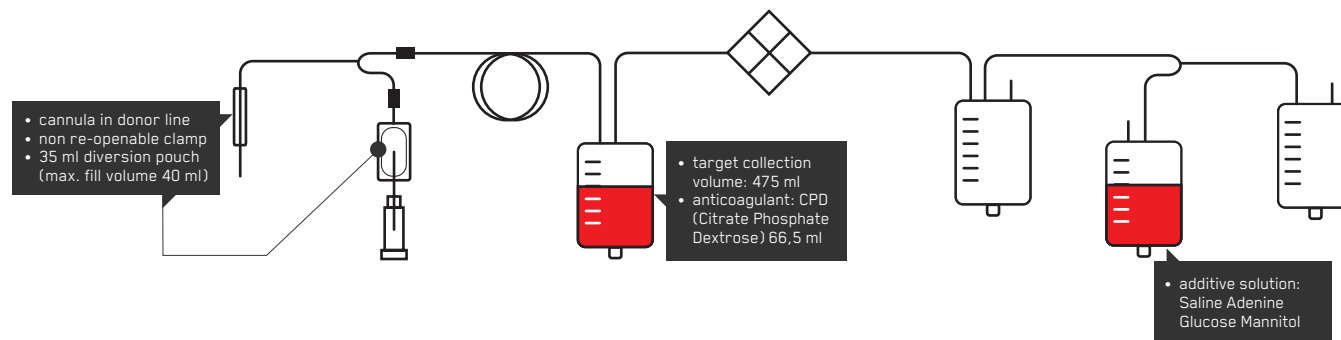 • cannula in donor line
• non re-openable clamp
• 35 ml diversion pouch
(max. fill volume 40 ml)
• target collection
volume: 475 ml
• anticoagulant: CPD
(Citrate Phosphate
Dextrose) 66,5 ml
• additive solution:
Saline Adenine
Glucose Mannitol